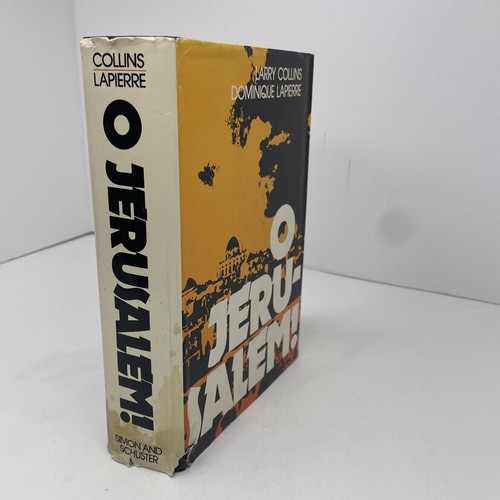 COLLINS
LAPIERRE
O JERUSALEM!
SIMON AND
SCHUSTER
LARRY COLLINS
DOMINIQUE LAPIERRE
O
JERU-
SALEM!